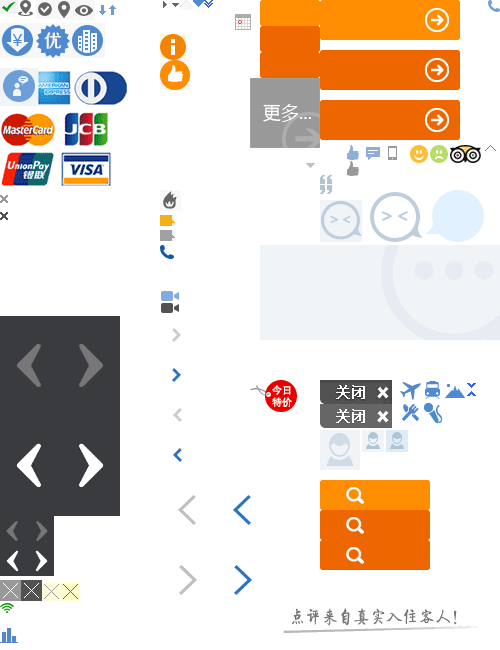 优
AMERICAN
EXPRESS
MasterCard
JCB
UnionPay
银联
VISA
更多...
今日
特价
关闭
关闭
点评来自真实入住客人!